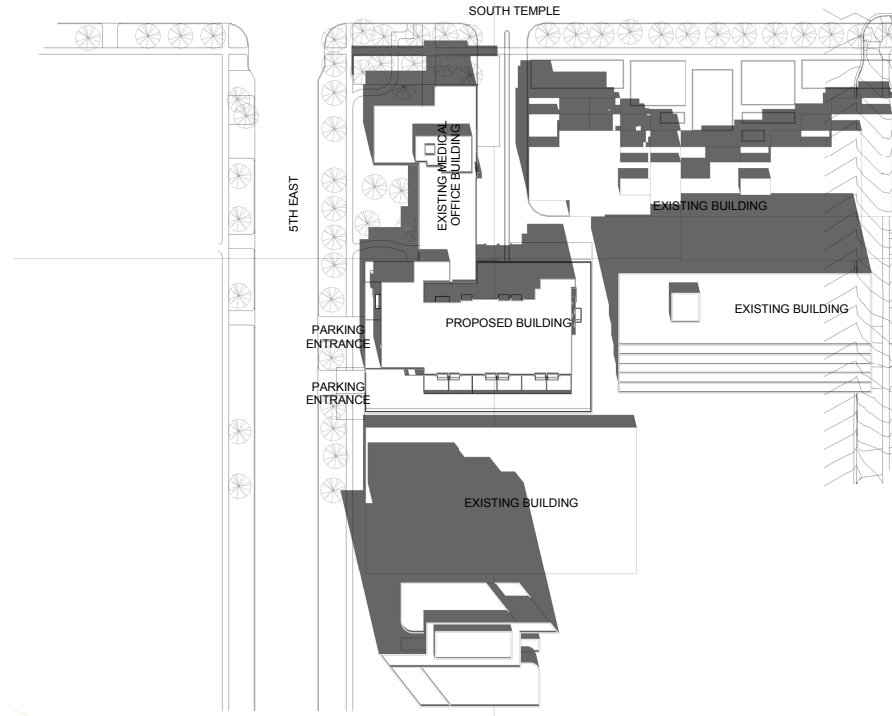 SOUTH TEMPLE
5TH EAST
EXISTING MEDICAL
OFFICE BUILDING
EXISTING BUILDING
EXISTING BUILDING
PROPOSED BUILDING
PARKING
ENTRANCE
PARKING
ENTRANCE
EXISTING BUILDING